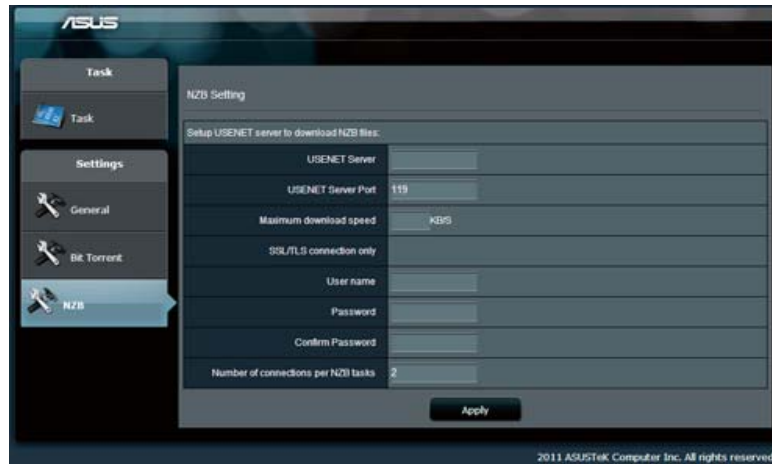 ASUS
Task
Task
Settings
General
Bit Torrent
NZB
NZB Setting
Setup USENET server to download NZB files:
USENET Server
USENET Server Port 119
Maximum download speed KB/S
SSL/TLS connection only
User name
Password
Confirm Password
Number of connections per NZB tasks 2
Apply
2011 ASUSTeK Computer Inc. All rights reserved